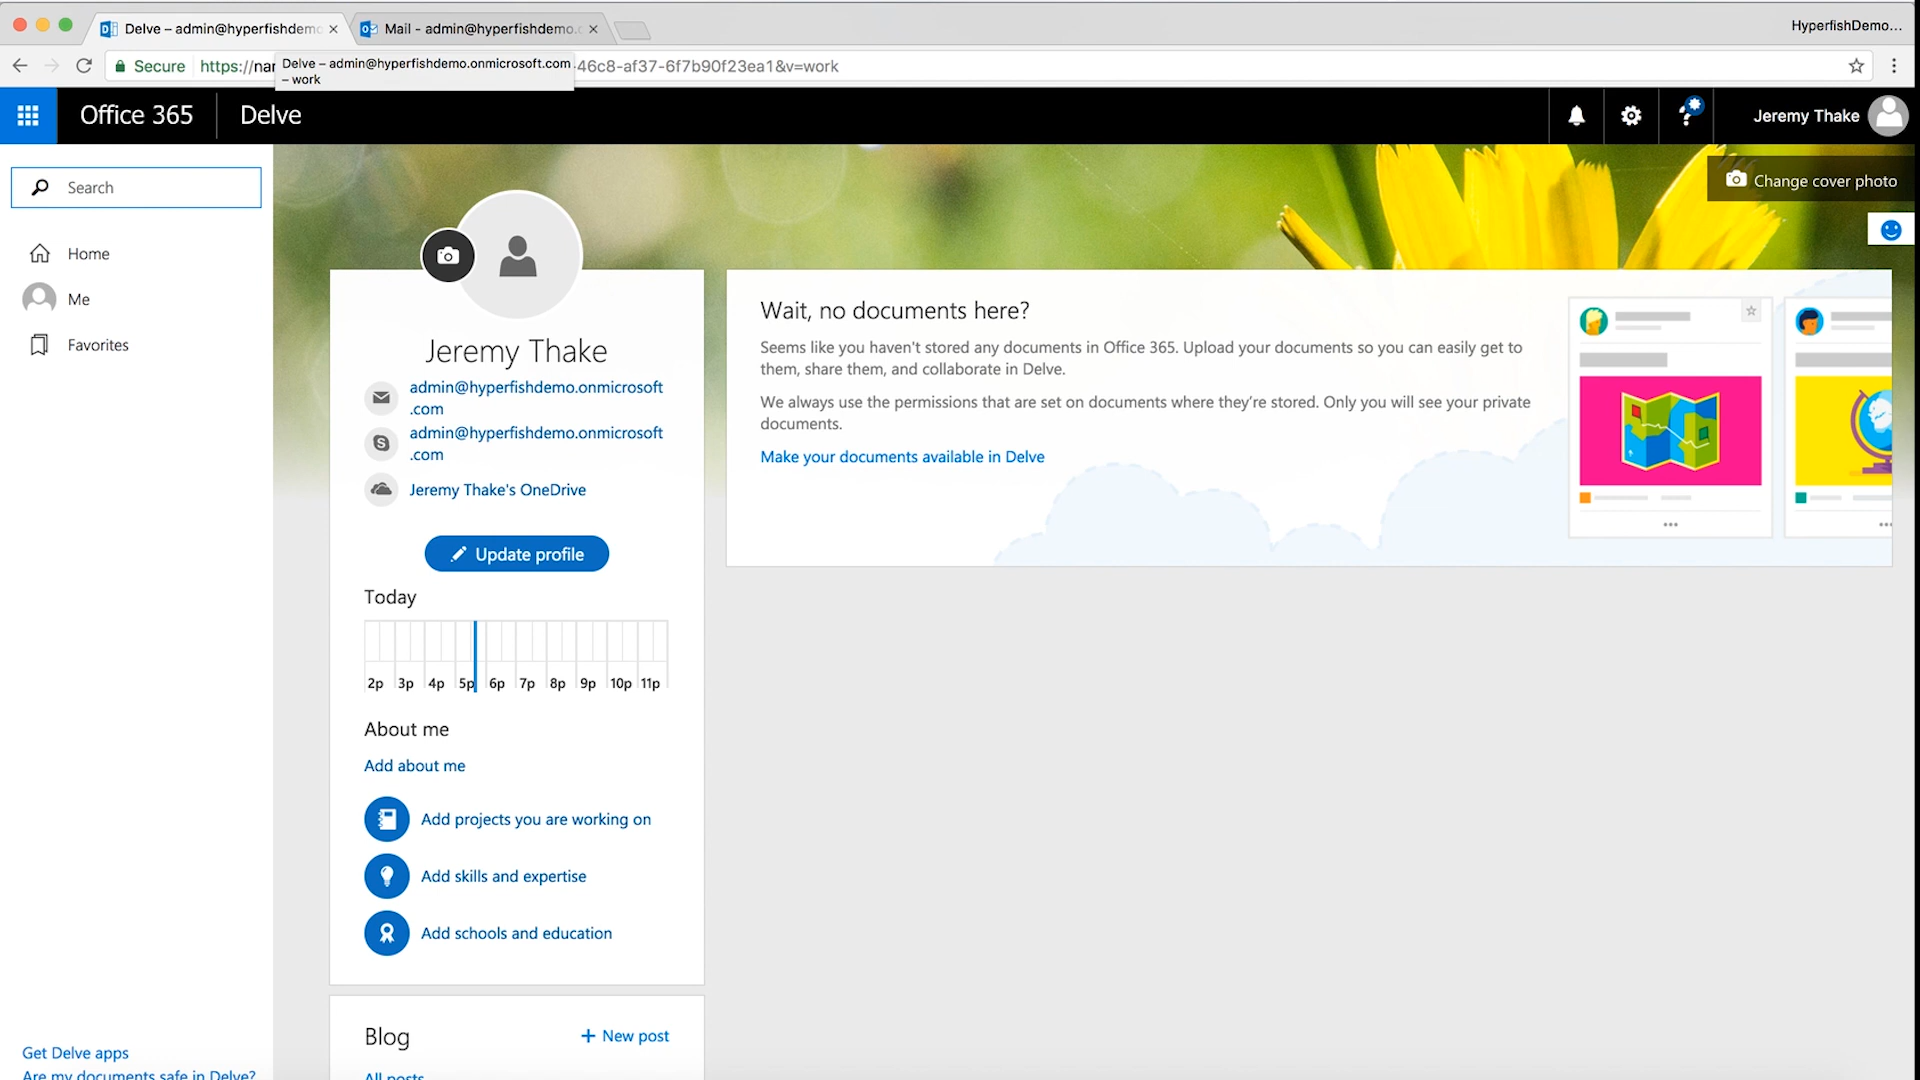 Delve – admin@hyperfishdemo
Mail - admin@hyperfishdemo.
HyperfishDemo...
Secure
https://nar
46c8-af37-6f7b90f23ea1&v=work
Delve – admin@hyperfishdemo.onmicrosoft.com
– work
Office 365
Delve
Jeremy Thake
Search
Home
Me
Favorites
Get Delve apps
Are my documents safe in Delve?
Change cover photo
Jeremy Thake
admin@hyperfishdemo.onmicrosoft
.com
admin@hyperfishdemo.onmicrosoft
.com
Jeremy Thake's OneDrive
Update profile
Today
2p 3p 4p 5p 6p 7p 8p 9p 10p 11p
About me
Add about me
Add projects you are working on
Add skills and expertise
Add schools and education
Blog
+ New post
All posts
Wait, no documents here?
Seems like you haven't stored any documents in Office 365. Upload your documents so you can easily get to
them, share them, and collaborate in Delve.
We always use the permissions that are set on documents where they’re stored. Only you will see your private
documents.
Make your documents available in Delve